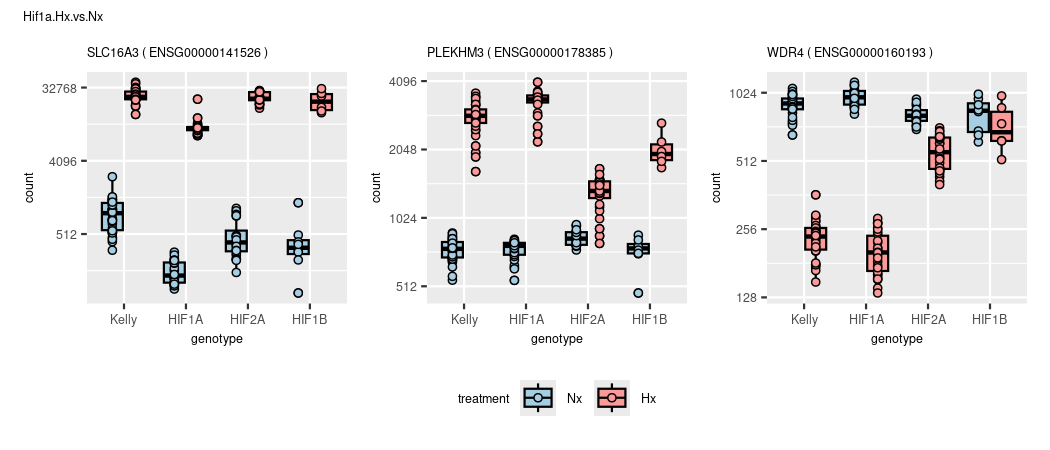 Hif1a.Hx.vs.Nx
SLC16A3 ( ENSG00000141526 )
32768
4096
512
count
Kelly HIF1A HIF2A HIF1B
genotype
PLEKHM3 ( ENSG00000178385 )
4096
2048
1024
512
count
Kelly HIF1A HIF2A HIF1B
genotype
WDR4 ( ENSG00000160193 )
1024
512
256
128
count
Kelly HIF1A HIF2A HIF1B
genotype
treatment Nx Hx